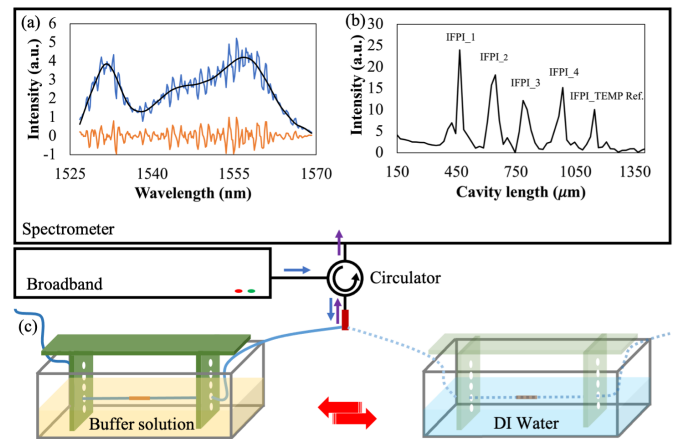 (a)
Intensity (a.u.)
6
5
4
3
2
1
0
-1
1525
1540
1555
1570
Wavelength (nm)
(b)
Intensity (a.u.)
30
25
20
15
10
5
0
IFPI_1
IFPI_2
IFPI_3
IFPI_4
IFPI_TEMP Ref.
150
450
750
1050
1350
Cavity length (μm)
Spectrometer
Broadband
Circulator
(c)
Buffer solution
DI Water